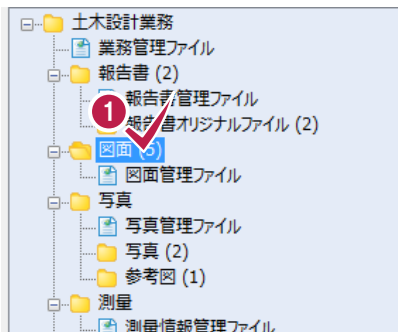 土木設計業務
業務管理ファイル
報告書 (2)
報告書管理ファイル
1
報告書オリジナルファイル (2)
図面 (5)
図面管理ファイル
写真
写真管理ファイル
写真 (2)
参考図 (1)
測量
測量情報管理ファイル